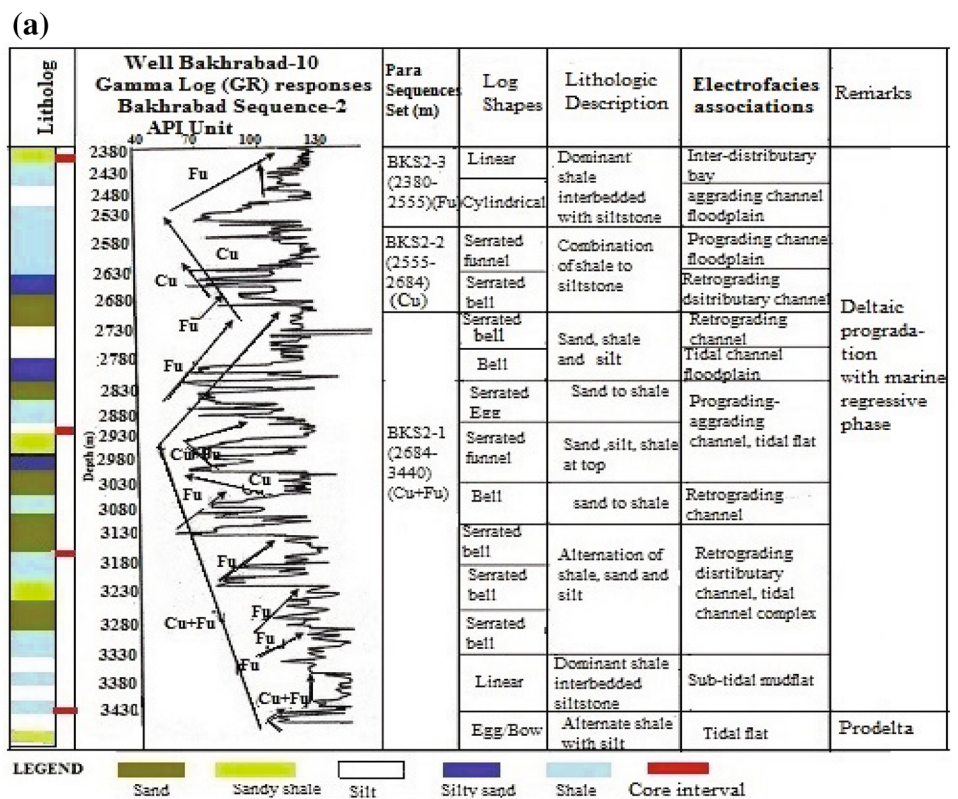 (a)
Litholog
Well Bakhrabad-10
Gamma Log (GR) responses
Bakhrabad Sequence-2
API Unit
40 70 100 130
Para
Sequences
Set (m)
Log
Shapes
Lithologic
Description
Electrofacies
associations
Remarks
Depth (m)
2380
2430
2480
2530
2580
2630
2680
2730
2780
2830
2880
2930
2980
3030
3080
3130
3180
3230
3280
3330
3380
3430
Fu
Cu
Cu
Fu
Fu
Cu+Fu
Cu
Fu
Fu
Cu+Fu
Fu
Fu
Fu
Cu+Fu
BKS2-3
(2380-
2555)(Fu)
BKS2-2
(2555-
2684)
(Cu)
BKS2-1
(2684-
3440)
(Cu+Fu)
Linear
Cylindrical
Serrated
funnel
Serrated
bell
Serrated
bell
Bell
Serrated
Egg
Serrated
funnel
Bell
Serrated
bell
Serrated
bell
Serrated
bell
Linear
Egg/Bow
Dominant
shale
interbedded
with siltstone
Combination
of shale to
siltstone
Sand, shale
and silt
Sand to shale
Sand ,silt, shale
at top
sand to shale
Alternation of
shale, sand and
silt
Dominant shale
interbedded
siltstone
Alternate shale
with silt
Inter-distributary
bay
aggrading channel
floodplain
Prograding channel
floodplain
Retrograding
dsitributary channel
Retrograding
channel
Tidal channel
floodplain
Prograding-
aggrading
channel, tidal flat
Retrograding
channel
Retrograding
disrtibutary
channel, tidal
channel complex
Sub-tidal mudflat
Tidal flat
Deltaic
prograda-
tion
with marine
regressive
phase
Prodelta
LEGEND
Sand
Sandy shale
Silt
Silty sand
Shale
Core interval